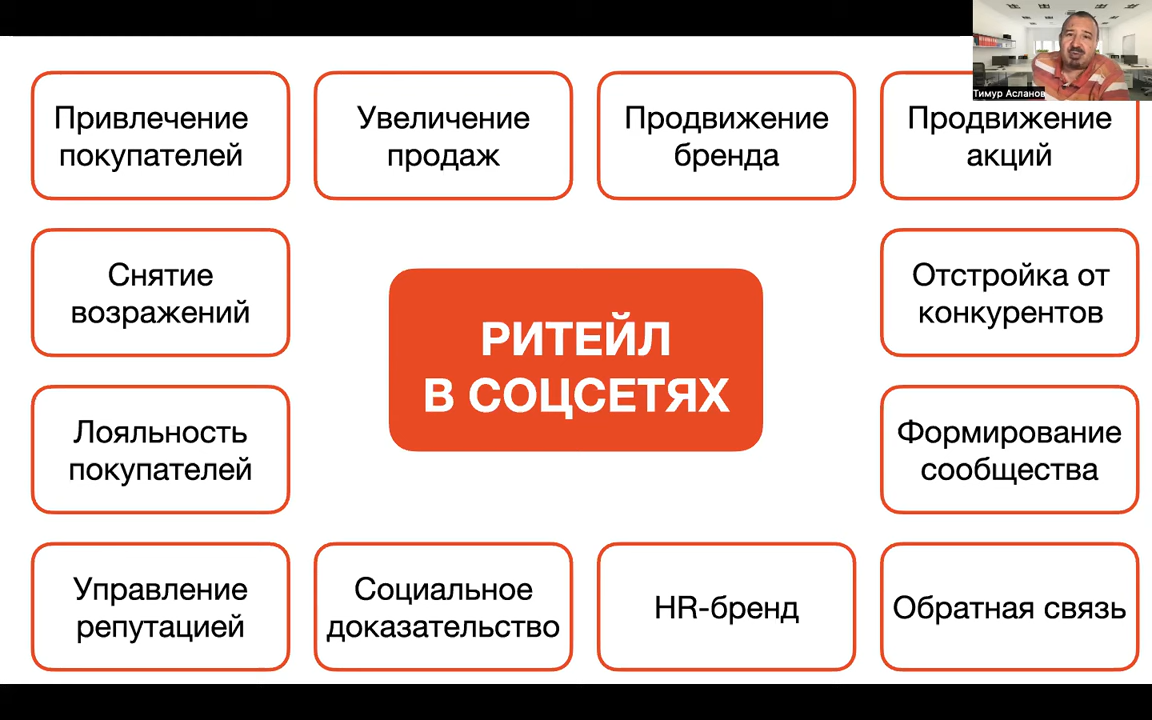 Тимур Асланов
Привлечение
покупателей
Увеличение
продаж
Продвижение
бренда
Продвижение
акций
Снятие
возражений
РИТЕЙЛ
В СОЦСЕТЯХ
Отстройка от
конкурентов
Лояльность
покупателей
Формирование
сообщества
Управление
репутацией
Социальное
доказательство
HR-бренд
Обратная связь